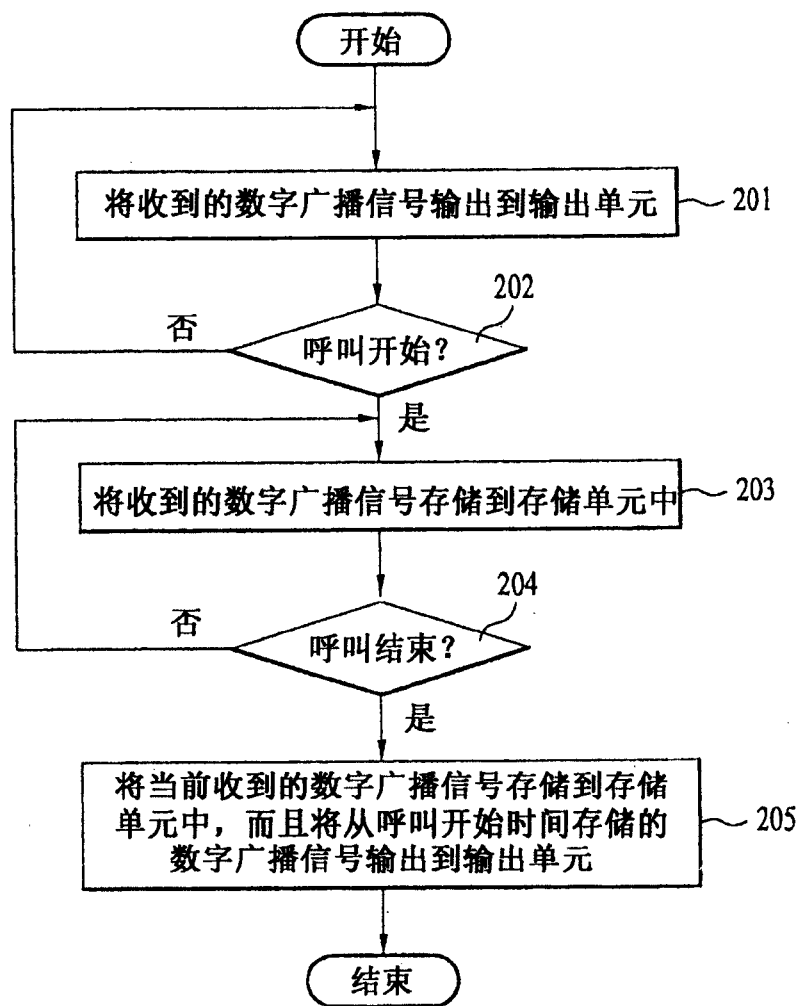 开始
将收到的数字广播信号输出到输出单元
201
202
否
呼叫开始?
是
将收到的数字广播信号存储到存储单元中
203
204
否
呼叫结束?
是
将当前收到的数字广播信号存储到存储
单元中，而且将从呼叫开始时间存储的
数字广播信号输出到输出单元
205
结束